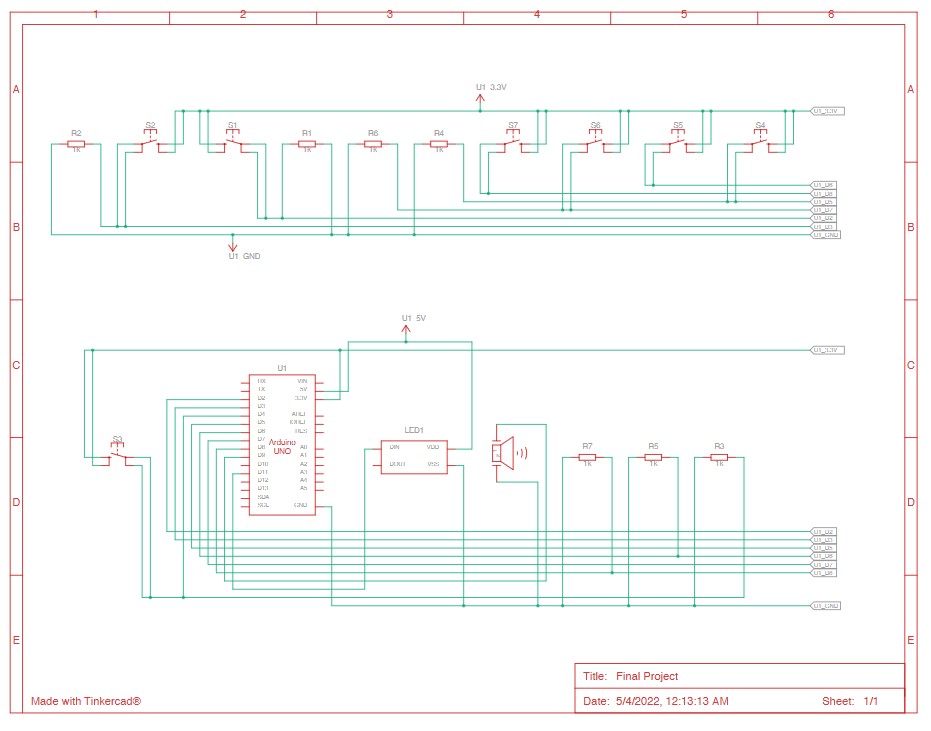 1 2 3 4 5 6
A A
U1 3.3V
U1_3.3V
R2 S2 S1 R1 R6 R4 S7 S6 S5 S4
1K 1K 1K 1K
U1_D5
U1_D7
U1_D2
U1_D3
B B
U1_GND
U1 GND
U1 5V
C C
U1_3.3V
U1
RX VIN
TX 5V
D2 3.3V
D3
D4 AREF
D5 IOREF
D6 RES
D7
D8 A0
D9 A1
D10 A2
D11 A3
D12 A4
D13 A5
SDA
SCL GND
Arduino
UNO
LED1
DIN VDD
DOUT VSS
S3
R7 R5 R3
1K 1K 1K
D D
U1_D2
U1_D3
U1_D5
U1_D6
U1_D7
U1_D8
U1_GND
E E
Title: Final Project
Made with Tinkercad®
Date: 5/4/2022, 12:13:13 AM Sheet: 1/1